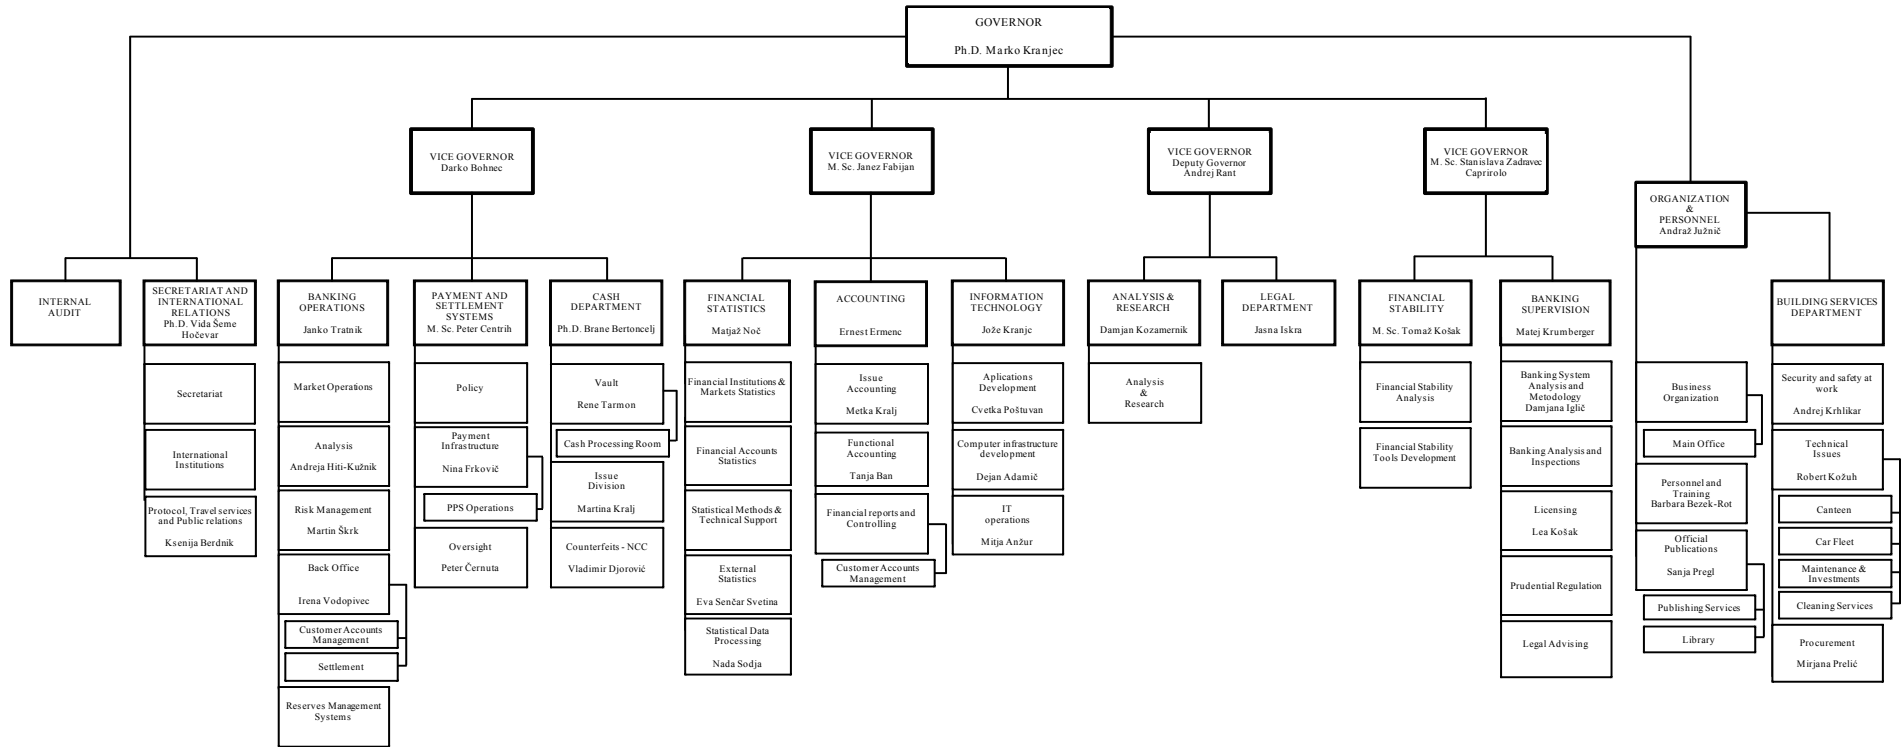 GOVERNOR
Ph.D. Marko Kranjec
VICE GOVERNOR
Darko Bohnec
VICE GOVERNOR
M. Sc. Janez Fabijan
VICE GOVERNOR
Deputy Governor
Andrej Rant
VICE GOVERNOR
M. Sc. Stanislava Zadravec
Caprirolo
ORGANIZATION
&
PERSONNEL
Andraž Južnič
INTERNAL
AUDIT
SECRETARIAT AND
INTERNATIONAL
RELATIONS
Ph.D. Vida Šeme
Hočevar
BANKING
OPERATIONS
Janko Tratnik
PAYMENT AND
SETTLEMENT
SYSTEMS
M. Sc. Peter Centrih
CASH
DEPARTMENT
Ph.D. Brane Bertoncelj
FINANCIAL
STATISTICS
Matjaž Noč
ACCOUNTING
Ernest Ermenc
INFORMATION
TECHNOLOGY
Jože Kranjc
ANALYSIS &
RESEARCH
Damjan Kozamernik
LEGAL
DEPARTMENT
Jasna Iskra
FINANCIAL
STABILITY
M. Sc. Tomaž Košak
BANKING
SUPERVISION
Matej Krumberger
BUILDING SERVICES
DEPARTMENT
Secretariat
International
Institutions
Protocol, Travel services
and Public relations
Ksenija Berdnik
Market Operations
Analysis
Andreja Hiti-Kužnik
Risk Management
Martin Škrk
Back Office
Irena Vodopivec
Customer Accounts
Management
Settlement
Reserves Management
Systems
Policy
Payment
Infrastructure
Nina Frkovič
PPS Operations
Oversight
Peter Černuta
Vault
Rene Tarmon
Cash Processing Room
Issue
Division
Martina Kralj
Counterfeits - NCC
Vladimir Djorović
Financial Institutions &
Markets Statistics
Financial Accounts
Statistics
Statistical Methods &
Technical Support
External
Statistics
Eva Senčar Svetina
Statistical Data
Processing
Nada Sodja
Issue
Accounting
Metka Kralj
Functional
Accounting
Tanja Ban
Financial reports and
Controlling
Customer Accounts
Management
Aplications
Development
Cvetka Poštuvan
Computer infrastructure
development
Dejan Adamič
IT
operations
Mitja Anžur
Analysis
&
Research
Financial Stability
Analysis
Financial Stability
Tools Development
Banking System
Analysis and
Metodology
Damjana Iglič
Banking Analysis and
Inspections
Licensing
Lea Košak
Prudential Regulation
Legal Advising
Business
Organization
Main Office
Personnel and
Training
Barbara Bezek-Rot
Official
Publications
Sanja Pregl
Publishing Services
Library
Security and safety at
work
Andrej Krhlikar
Technical
Issues
Robert Kožuh
Canteen
Car Fleet
Maintenance &
Investments
Cleaning Services
Procurement
Mirjana Prelić